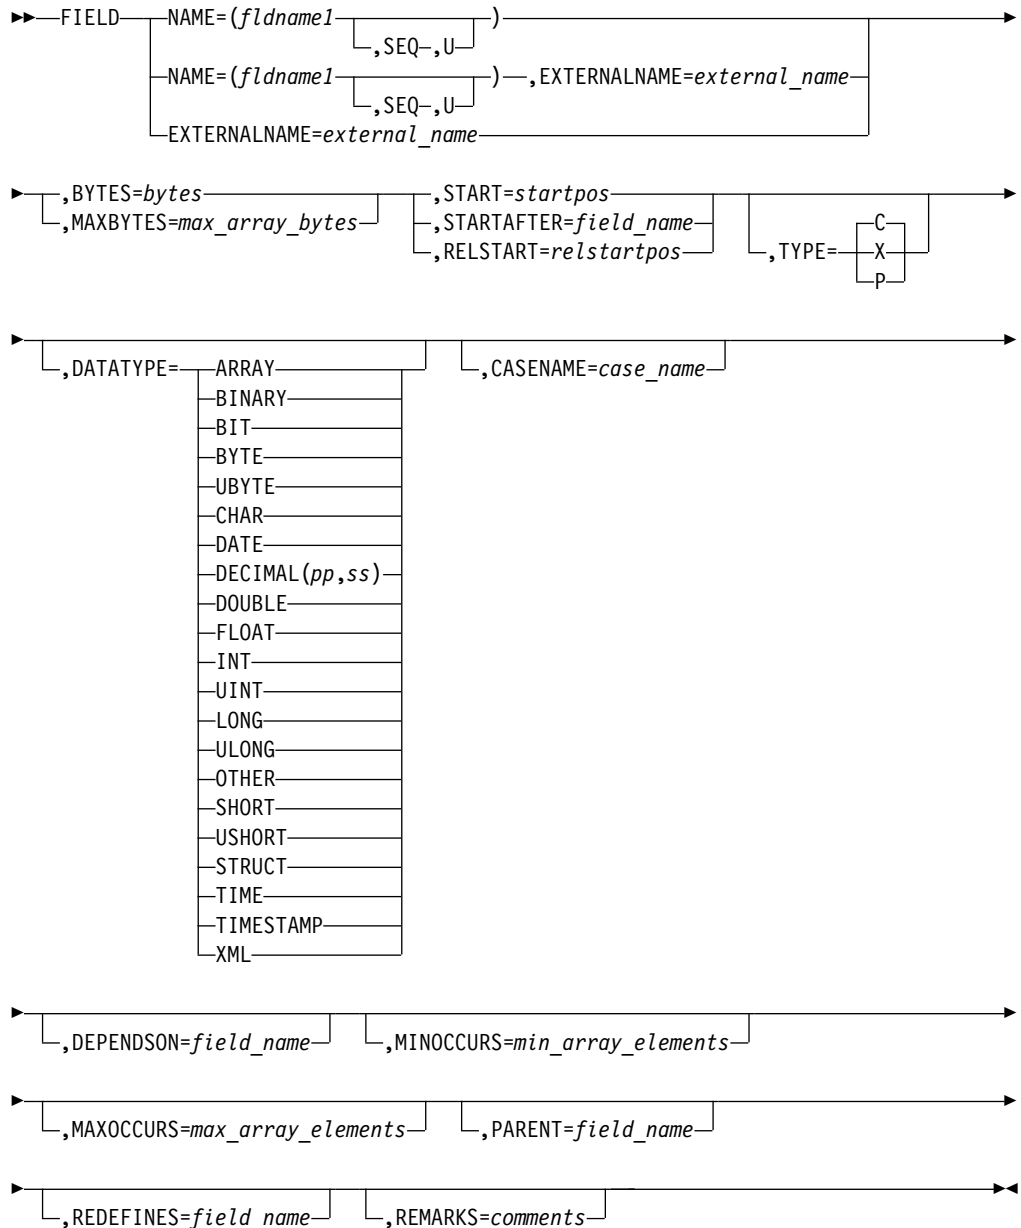 FIELD NAME=(fldname1 )
,SEQ ,U
NAME=(fldname1 ) ,EXTERNALNAME=external_name
,SEQ ,U
EXTERNALNAME=external_name
,BYTES=bytes ,START=startpos
,MAXBYTES=max_array_bytes ,STARTAFTER=field_name C
,RELSTART=relstartpos ,TYPE= X
P
,DATATYPE= ARRAY ,CASENAME=case_name
BINARY
BIT
BYTE
UBYTE
CHAR
DATE
DECIMAL(pp,ss)
DOUBLE
FLOAT
INT
UINT
LONG
ULONG
OTHER
SHORT
USHORT
STRUCT
TIME
TIMESTAMP
XML
,DEPENDSON=field_name ,MINOCCURS=min_array_elements
,MAXOCCURS=max_array_elements ,PARENT=field_name
,REDEFINES=field_name ,REMARKS=comments